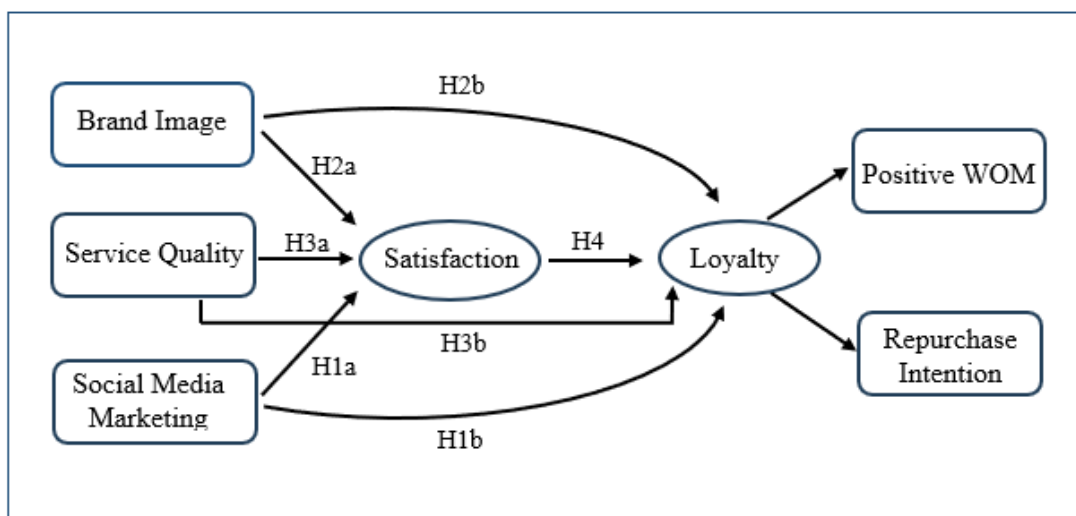 H2b
Brand Image
H2a
Positive WOM
Service Quality
H3a
Satisfaction
H4
Loyalty
H3b
H1a
Social Media
Marketing
H1b
Repurchase
Intention